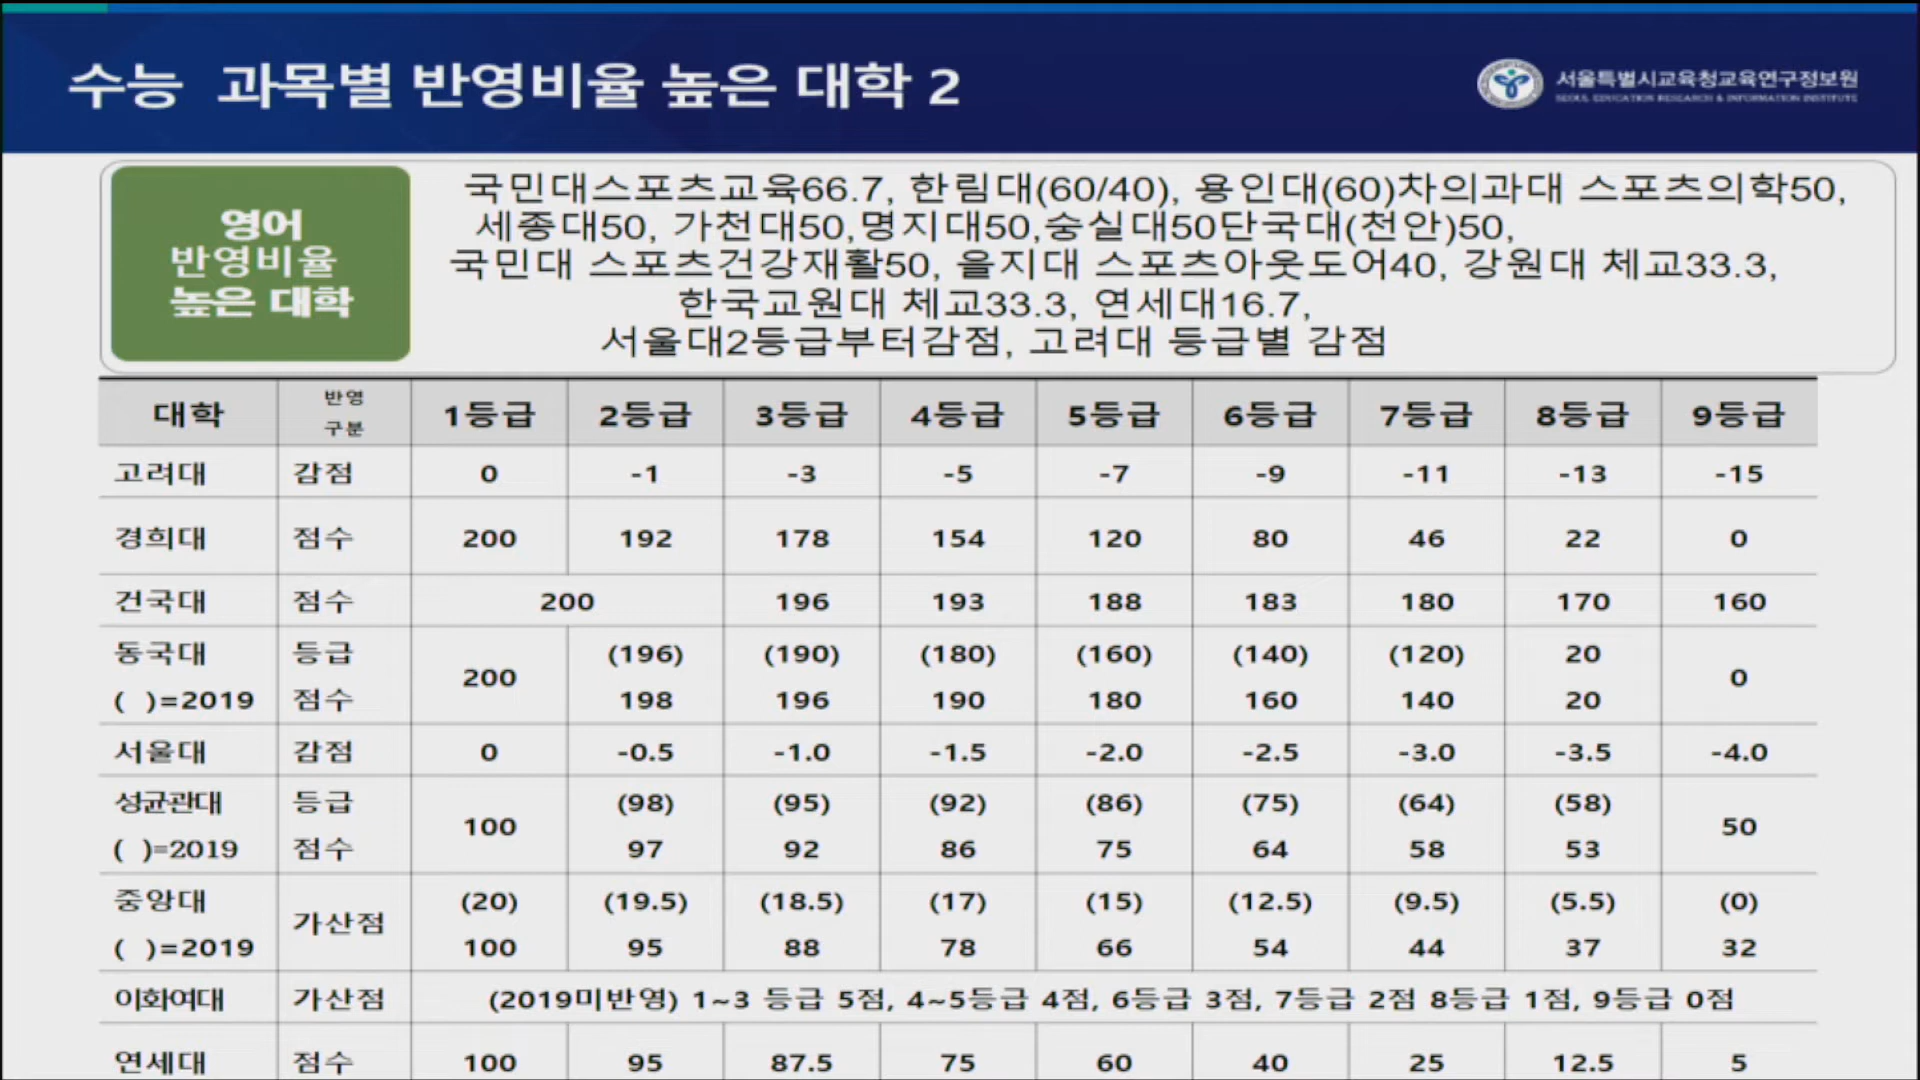 수능 과목별 반영비율 높은 대학 2
서울특별시교육청교육연구정보원
SEOUL EDUCATION RESEARCH & INFORMATION INSTITUTE
영어
반영비율
높은 대학
국민대스포츠교육66.7, 한림대(60/40), 용인대(60)차의과대 스포츠의학50,
세종대50, 가천대50,명지대50,숭실대50단국대(천안)50,
국민대 스포츠건강재활50, 을지대 스포츠아웃도어40, 강원대 체교33.3,
한국교원대 체교33.3, 연세대16.7,
서울대2등급부터감점, 고려대 등급별 감점
대학 반영 구분 1등급 2등급 3등급 4등급 5등급 6등급 7등급 8등급 9등급
고려대 감점 0 -1 -3 -5 -7 -9 -11 -13 -15
경희대 점수 200 192 178 154 120 80 46 22 0
건국대 점수 200 196 193 188 183 180 170 160
동국대 등급 200 (196) (190) (180) (160) (140) (120) 20 0
( )=2019 점수 198 196 190 180 160 140 20
서울대 감점 0 -0.5 -1.0 -1.5 -2.0 -2.5 -3.0 -3.5 -4.0
성균관대 등급 100 (98) (95) (92) (86) (75) (64) (58) 50
( )=2019 점수 97 92 86 75 64 58 53
중앙대 가산점 (20) (19.5) (18.5) (17) (15) (12.5) (9.5) (5.5) (0)
( )=2019 100 95 88 78 66 54 44 37 32
이화여대 가산점 (2019미반영) 1~3 등급 5점, 4~5등급 4점, 6등급 3점, 7등급 2점 8등급 1점, 9등급 0점
연세대 점수 100 95 87.5 75 60 40 25 12.5 5